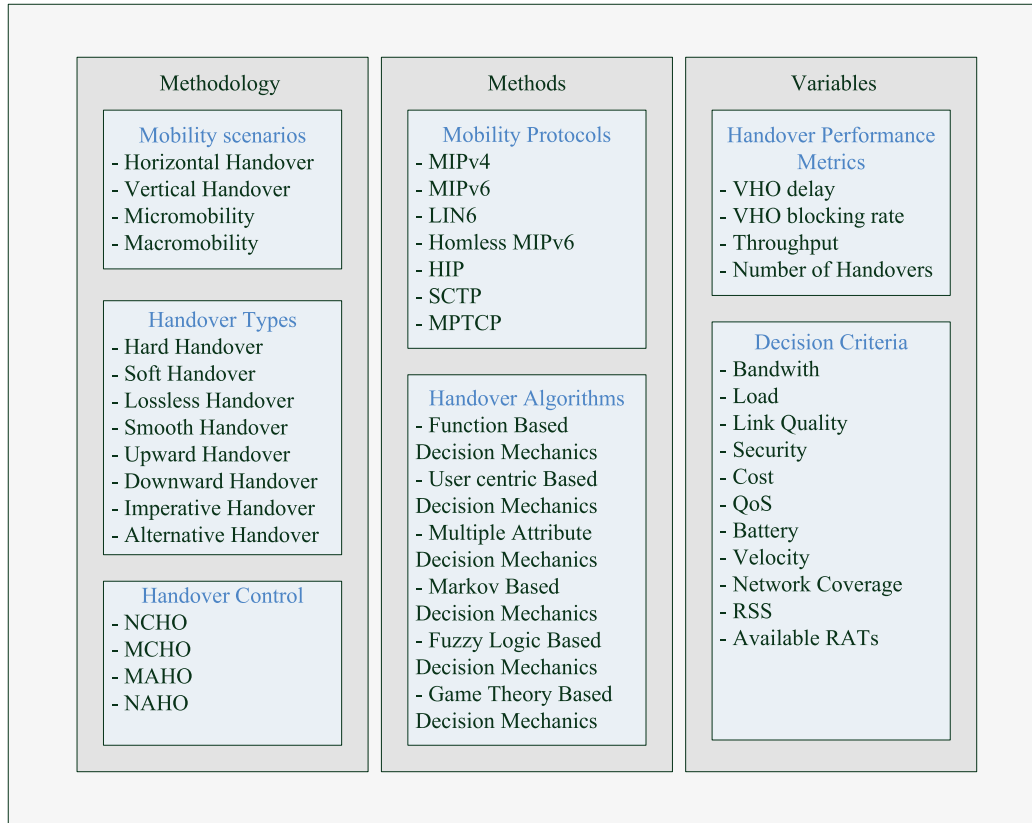 Methodology
Mobility scenarios
- Horizontal Handover
- Vertical Handover
- Micromobility
- Macromobility
Handover Types
- Hard Handover
- Soft Handover
- Lossless Handover
- Smooth Handover
- Upward Handover
- Downward Handover
- Imperative Handover
- Alternative Handover
Handover Control
- NCHO
- MCHO
- MAHO
- NAHO
Methods
Mobility Protocols
- MIPv4
- MIPv6
- LIN6
- Homless MIPv6
- HIP
- SCTP
- MPTCP
Handover Algorithms
- Function Based
Decision Mechanics
- User centric Based
Decision Mechanics
- Multiple Attribute
Decision Mechanics
- Markov Based
Decision Mechanics
- Fuzzy Logic Based
Decision Mechanics
- Game Theory Based
Decision Mechanics
Variables
Handover Performance
Metrics
- VHO delay
- VHO blocking rate
- Throughput
- Number of Handovers
Decision Criteria
- Bandwith
- Load
- Link Quality
- Security
- Cost
- QoS
- Battery
- Velocity
- Network Coverage
- RSS
- Available RATs